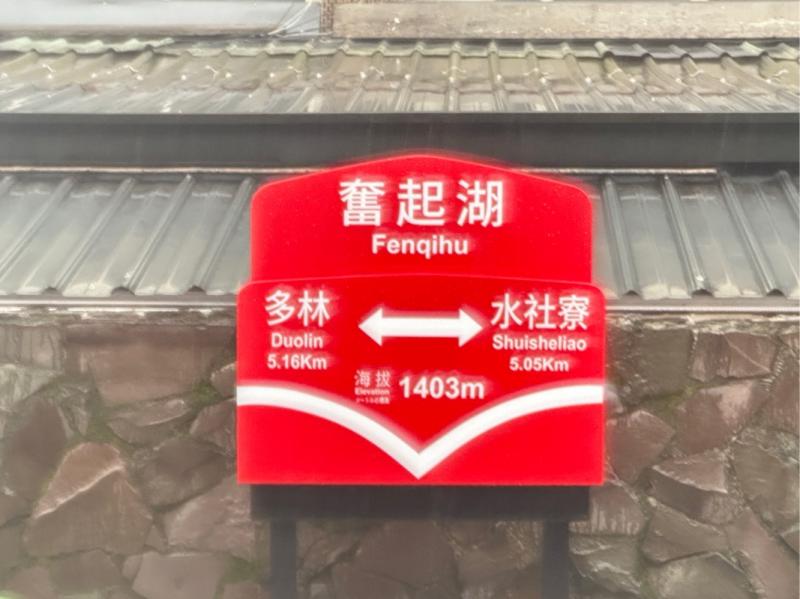 奮起湖
Fenqihu
多林 水社寮
Duolin Shuisheliao
5.16Km 5.05Km
海拔 1403m
Elevation